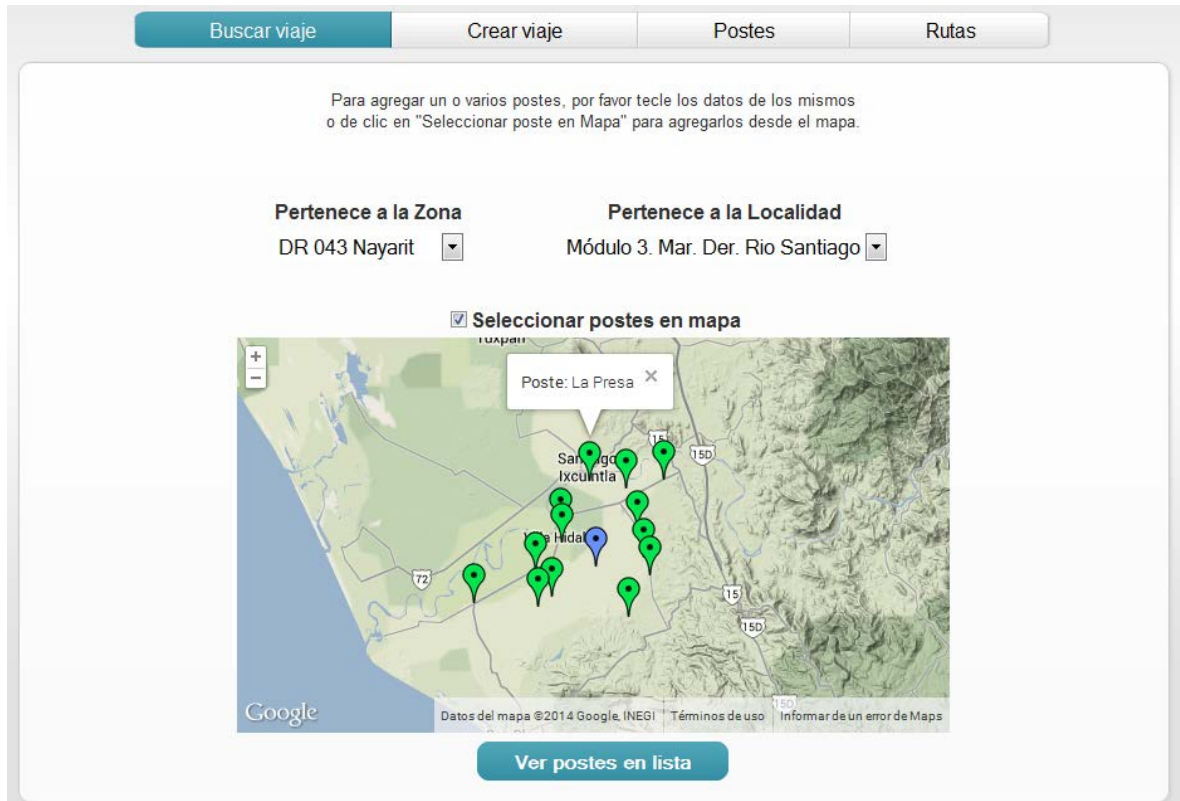 Buscar viaje Crear viaje Postes Rutas
Para agregar un o varios postes, por favor tecle los datos de los mismos
o de clic en "Seleccionar poste en Mapa" para agregarlos desde el mapa.
Pertenece a la Zona Pertenece a la Localidad
DR 043 Nayarit Módulo 3. Mar. Der. Rio Santiago
Seleccionar postes en mapa
+
−
Tuxpan
Poste: La Presa ×
15
15D
Ixcuintla
72
15
15D
15D
Google Datos del mapa ©2014 Google, INEGI Términos de uso Informar de un error de Maps
Ver postes en lista